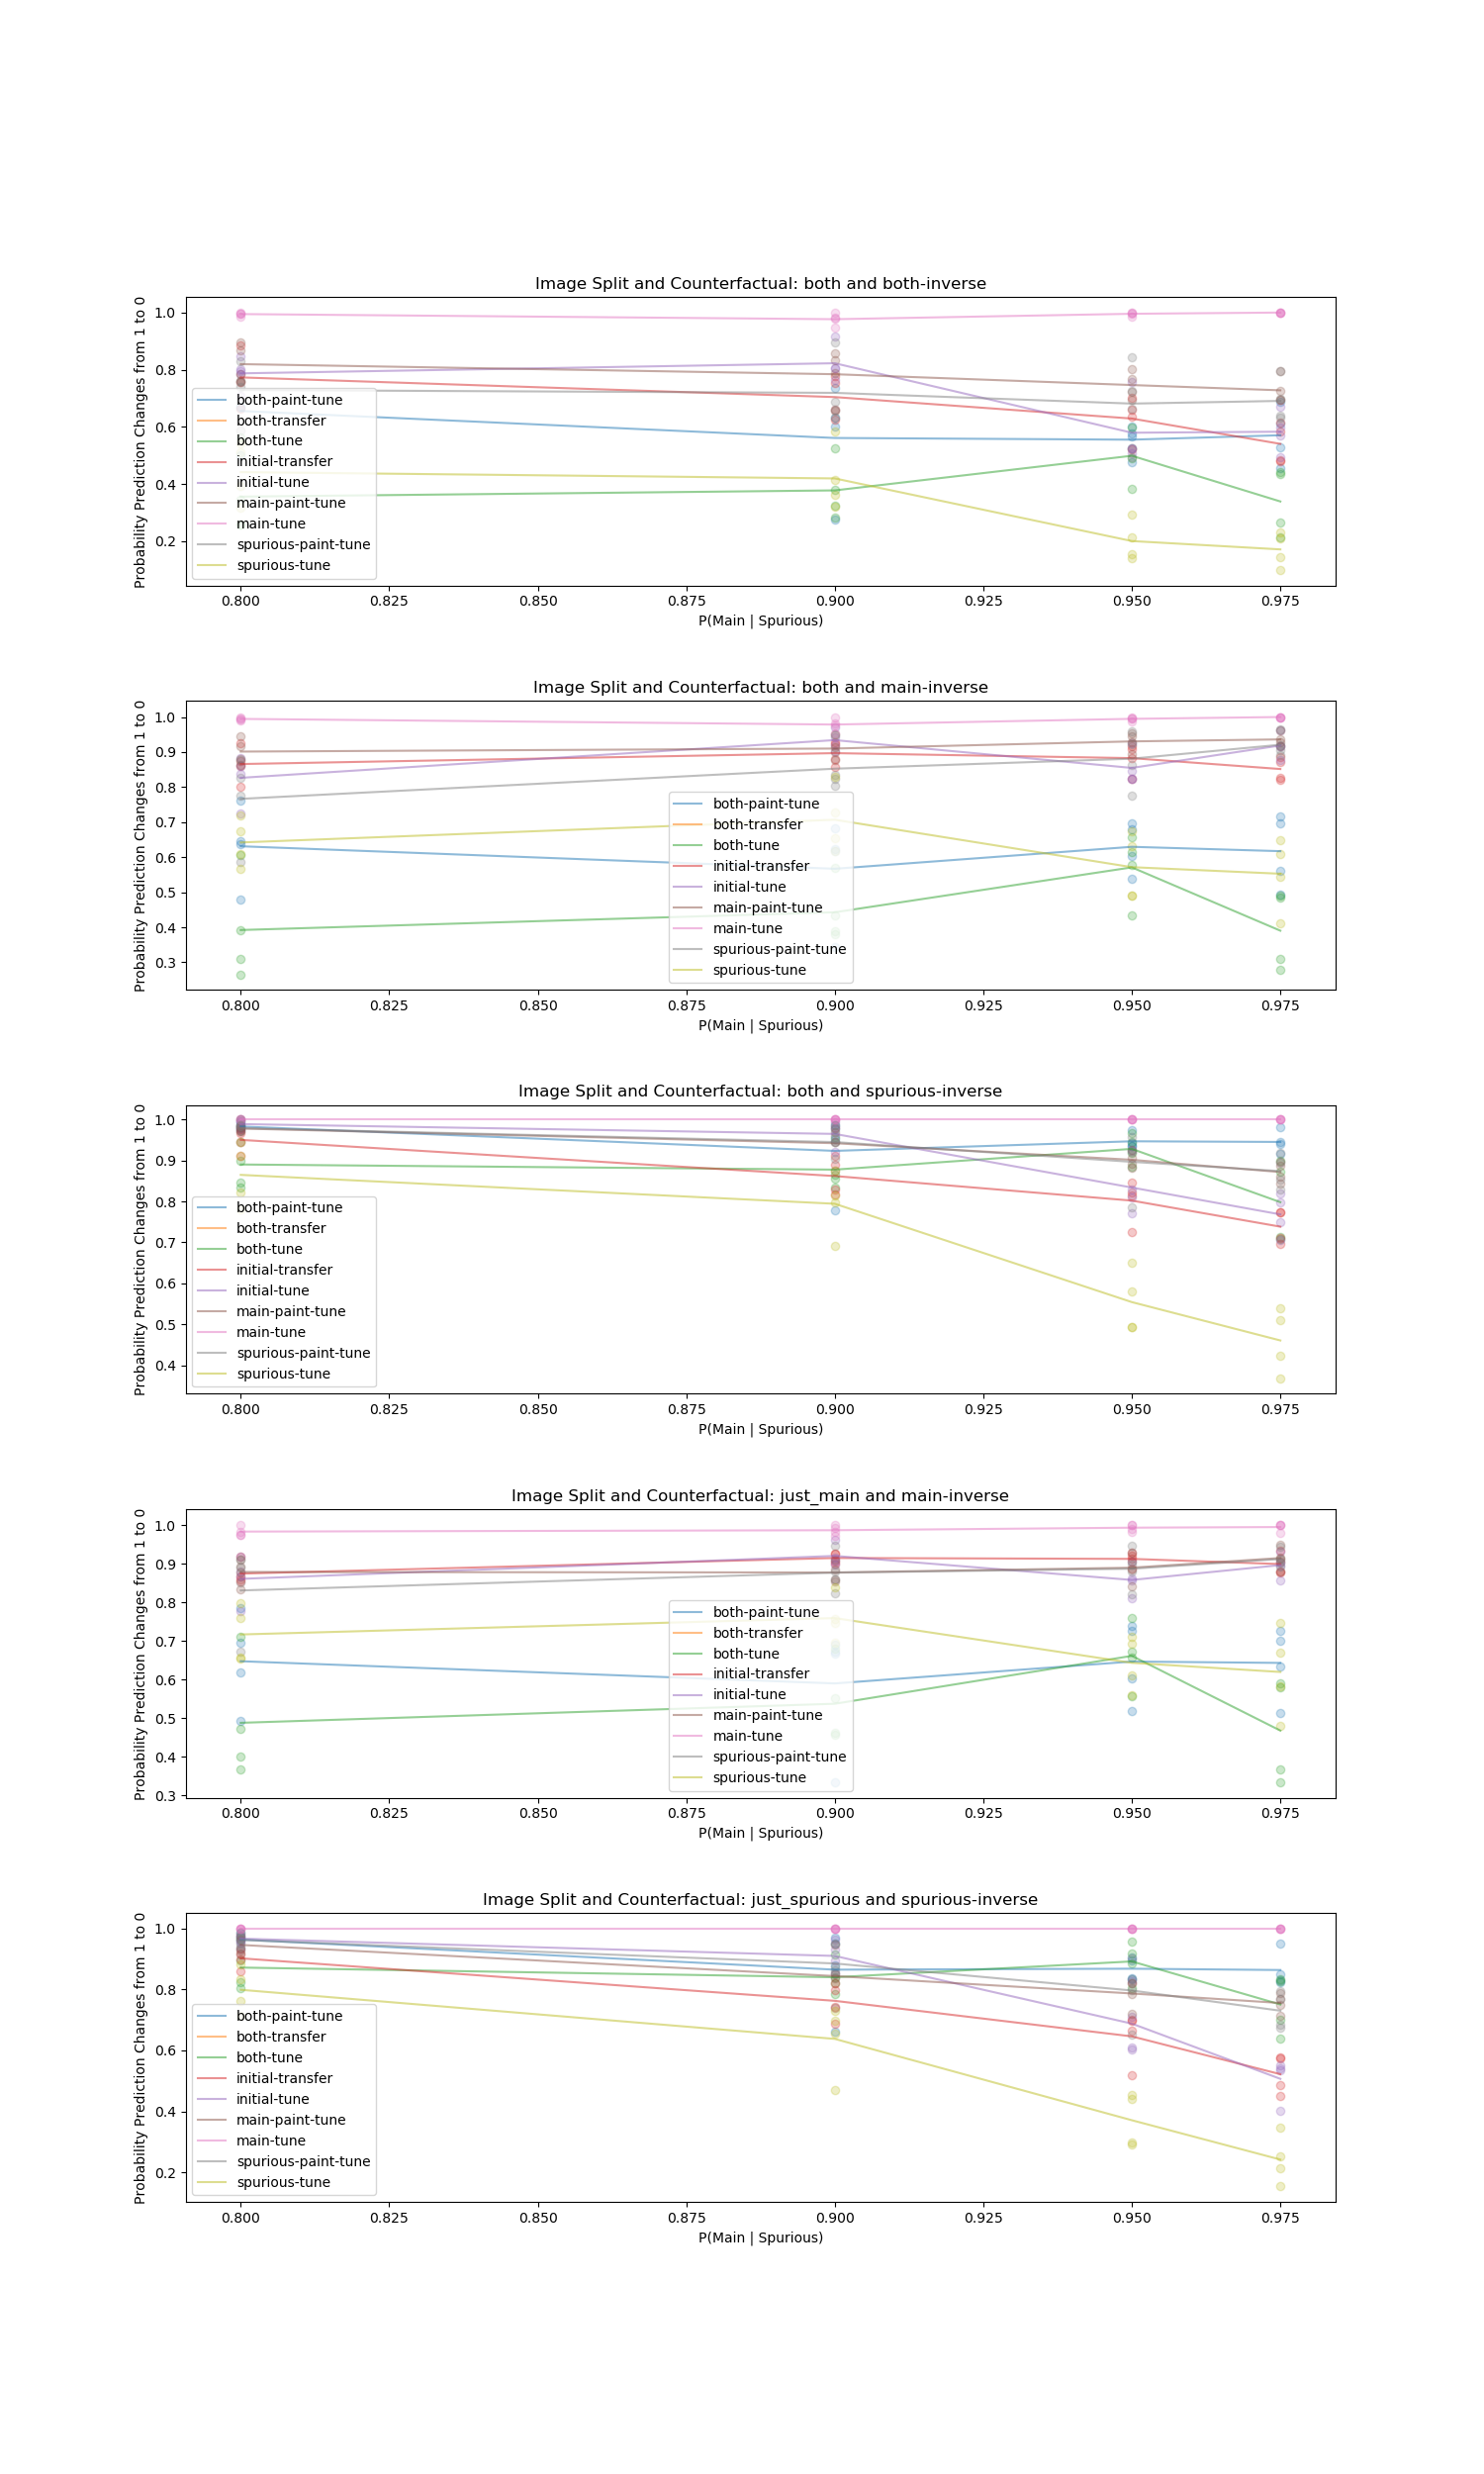 Image Split and Counterfactual: both and both-inverse
Probability Prediction Changes from 1 to 0
1.0
0.8
0.6
0.4
0.2
both-paint-tune
both-transfer
both-tune
initial-transfer
initial-tune
main-paint-tune
main-tune
spurious-paint-tune
spurious-tune
0.800 0.825 0.850 0.875 0.900 0.925 0.950 0.975
P(Main | Spurious)
Image Split and Counterfactual: both and main-inverse
Probability Prediction Changes from 1 to 0
1.0
0.9
0.8
0.7
0.6
0.5
0.4
0.3
both-paint-tune
both-transfer
both-tune
initial-transfer
initial-tune
main-paint-tune
main-tune
spurious-paint-tune
spurious-tune
0.800 0.825 0.850 0.875 0.900 0.925 0.950 0.975
P(Main | Spurious)
Image Split and Counterfactual: both and spurious-inverse
Probability Prediction Changes from 1 to 0
1.0
0.9
0.8
0.7
0.6
0.5
0.4
both-paint-tune
both-transfer
both-tune
initial-transfer
initial-tune
main-paint-tune
main-tune
spurious-paint-tune
spurious-tune
0.800 0.825 0.850 0.875 0.900 0.925 0.950 0.975
P(Main | Spurious)
Image Split and Counterfactual: just_main and main-inverse
Probability Prediction Changes from 1 to 0
1.0
0.9
0.8
0.7
0.6
0.5
0.4
0.3
both-paint-tune
both-transfer
both-tune
initial-transfer
initial-tune
main-paint-tune
main-tune
spurious-paint-tune
spurious-tune
0.800 0.825 0.850 0.875 0.900 0.925 0.950 0.975
P(Main | Spurious)
Image Split and Counterfactual: just_spurious and spurious-inverse
Probability Prediction Changes from 1 to 0
1.0
0.8
0.6
0.4
0.2
both-paint-tune
both-transfer
both-tune
initial-transfer
initial-tune
main-paint-tune
main-tune
spurious-paint-tune
spurious-tune
0.800 0.825 0.850 0.875 0.900 0.925 0.950 0.975
P(Main | Spurious)